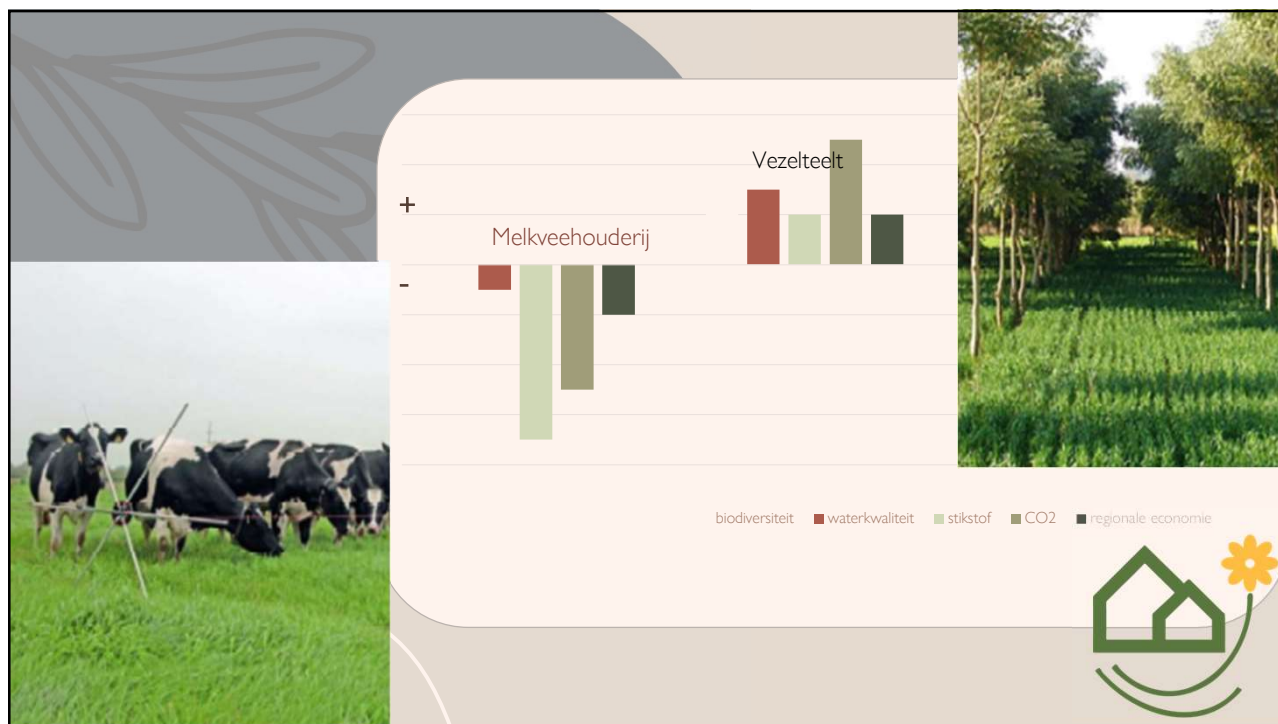 Vezelteelt
+
Melkveehouderij
-
biodiversiteit waterkwaliteit stikstof CO2 regionale economie